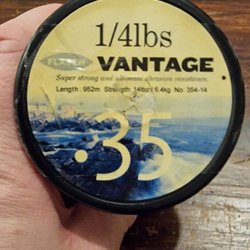 1/4lbs
FLADEN VANTAGE
Super strong and ultimate abrasion resistance.
Length: 952m Strength 14lbs/6.4kg No: 354-14
.35